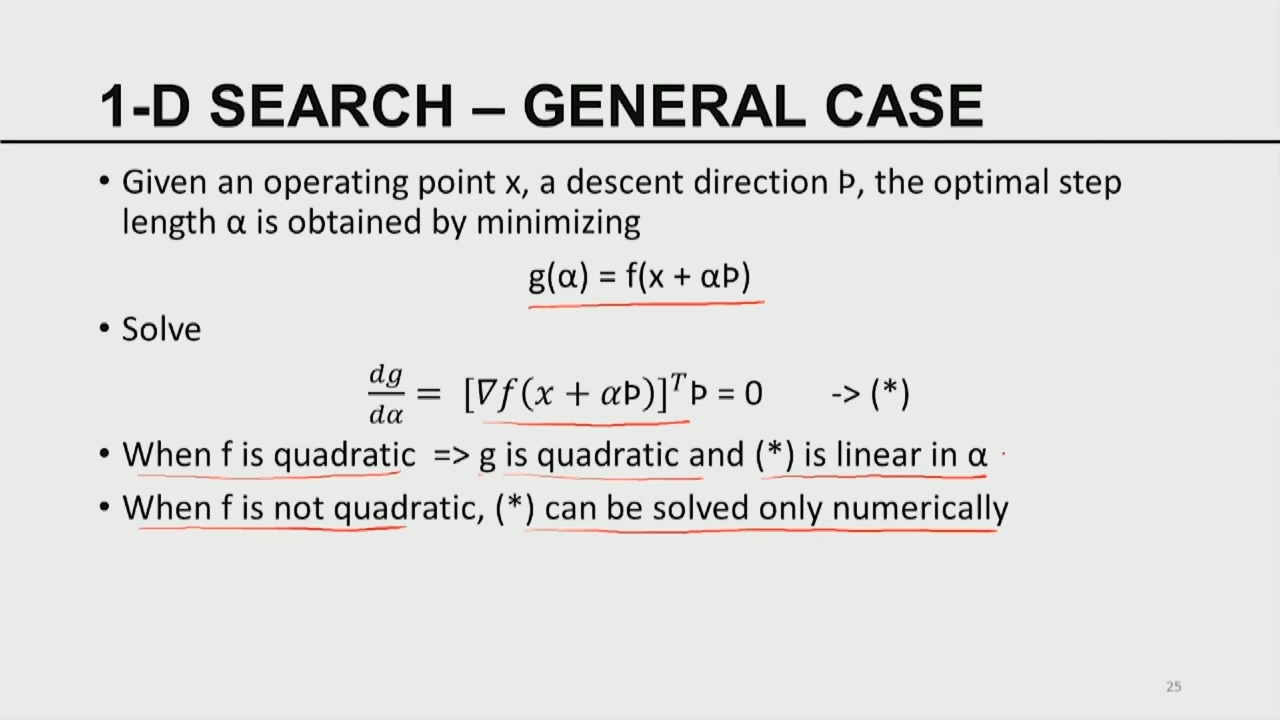 1-D SEARCH – GENERAL CASE
• Given an operating point x, a descent direction Þ, the optimal step
length α is obtained by minimizing
g(α) = f(x + αÞ)
• Solve
dg/dα = [∇f(x + αÞ)]ᵀÞ = 0 -> (*)
• When f is quadratic => g is quadratic and (*) is linear in α
• When f is not quadratic, (*) can be solved only numerically
25